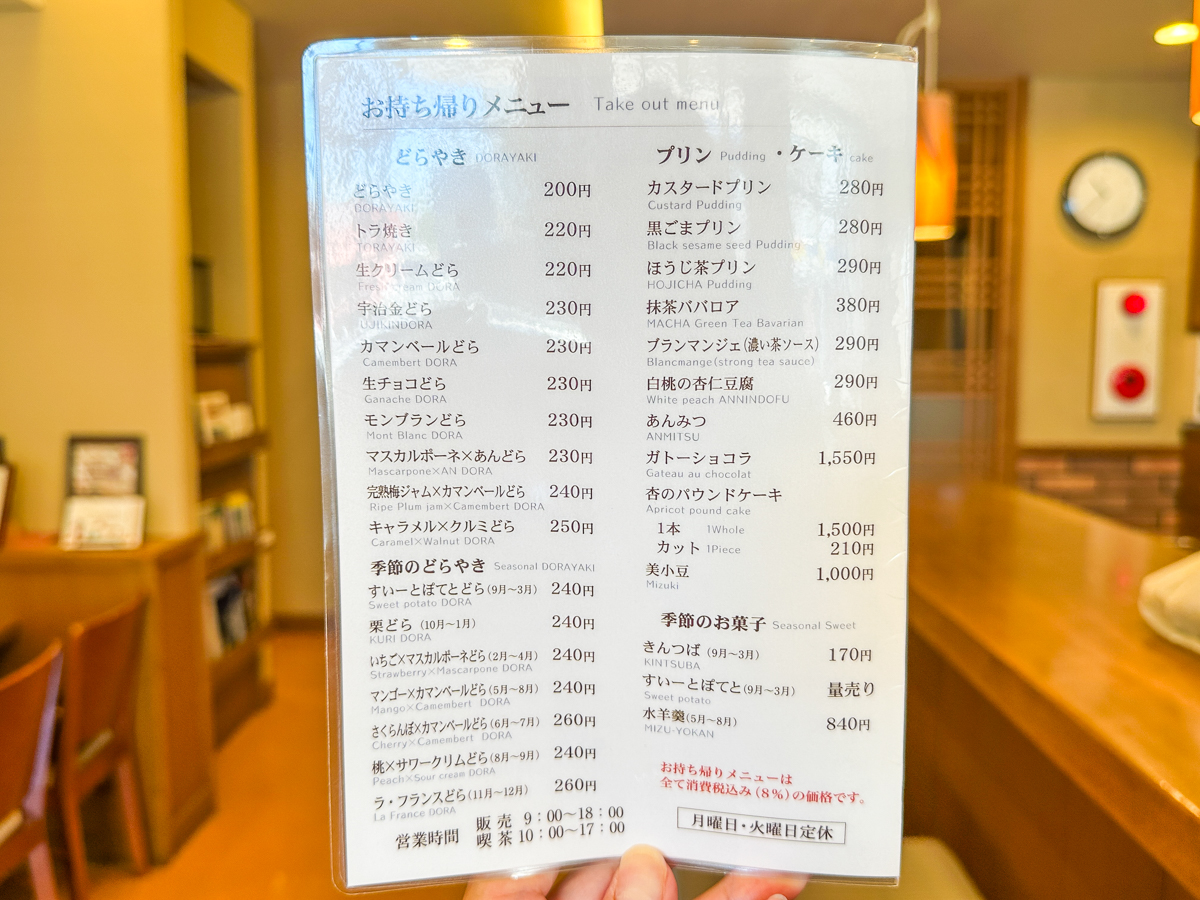 お持ち帰りメニュー Take out menu
どらやき DORAYAKI
どらやき 200円
DORAYAKI
トラ焼き 220円
TORAYAKI
生クリームどら 220円
Fresh cream DORA
宇治金どら 230円
UJIKINDORA
カマンベールどら 230円
Camembert DORA
生チョコどら 230円
Ganache DORA
モンブランどら 230円
Mont Blanc DORA
マスカルポーネ×あんどら 230円
Mascarpone×AN DORA
完熟梅ジャム×カマンベールどら 240円
Ripe Plum jam×Camembert DORA
キャラメル×クルミどら 250円
Caramel×Walnut DORA
季節のどらやき Seasonal DORAYAKI
すいーとぽてとどら(9月〜3月) 240円
Sweet potato DORA
栗どら (10月〜1月) 240円
KURI DORA
いちご×マスカルポーネどら(2月〜4月) 240円
Strawberry×Mascarpone DORA
マンゴー×カマンベールどら(5月〜8月) 240円
Mango×Camembert DORA
さくらんぼ×カマンベールどら(6月〜7月) 260円
Cherry×Camembert DORA
桃×サワークリムどら(8月〜9月) 240円
Peach×Sour cream DORA
ラ・フランスどら(11月〜12月) 260円
La France DORA
営業時間 販売 9:00〜18:00
喫茶 10:00〜17:00
プリン Pudding ・ケーキ cake
カスタードプリン 280円
Custard Pudding
黒ごまプリン 280円
Black sesame seed Pudding
ほうじ茶プリン 290円
HOJICHA Pudding
抹茶ババロア 380円
MACHA Green Tea Bavarian
ブランマンジェ(濃い茶ソース) 290円
Blancmange(strong tea sauce)
白桃の杏仁豆腐 290円
White peach ANNINDOFU
あんみつ 460円
ANMITSU
ガトーショコラ 1,550円
Gateau au chocolat
杏のパウンドケーキ
Apricot pound cake
1本 1Whole 1,500円
カット 1Piece 210円
美小豆 1,000円
Mizuki
季節のお菓子 Seasonal Sweet
きんつば (9月〜3月) 170円
KINTSUBA
すいーとぽてと(9月〜3月) 量売り
Sweet potato
水羊羹(5月〜8月) 840円
MIZU-YOKAN
お持ち帰りメニューは
全て消費税込み(8%)の価格です。
月曜日・火曜日定休